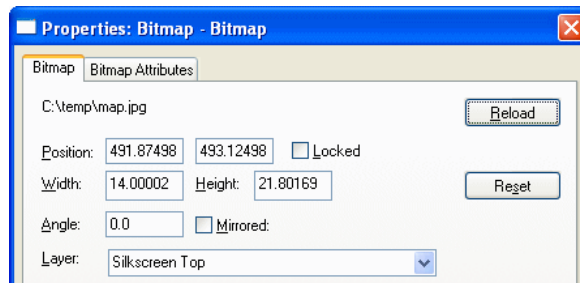 Properties: Bitmap - Bitmap
Bitmap Bitmap Attributes
C:\temp\map.jpg Reload
Position: 491.87498 493.12498 Locked
Width: 14.00002 Height: 21.80169 Reset
Angle: 0.0 Mirrored:
Layer: Silkscreen Top